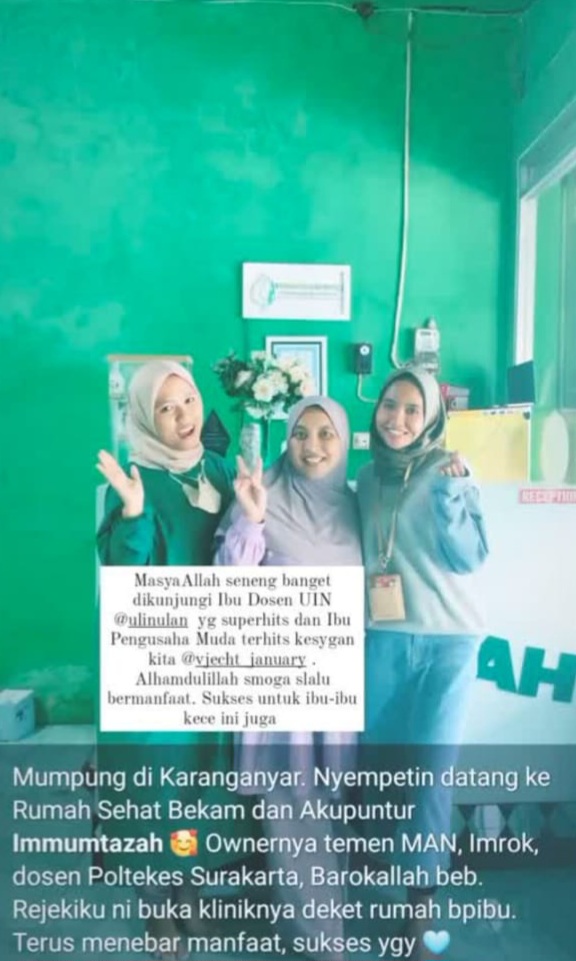 RECEPTIO
AH
MasyaAllah seneng banget
dikunjungi Ibu Dosen UIN
@ulinulan yg superhits dan Ibu
Pengusaha Muda terhits kesygan
kita @vjecht_january .
Alhamdulillah smoga slalu
bermanfaat. Sukses untuk ibu-ibu
kece ini juga
Mumpung di Karanganyar. Nyempetin datang ke
Rumah Sehat Bekam dan Akupuntur
Immumtazah 🥰 Ownernya temen MAN, Imrok,
dosen Poltekes Surakarta, Barokallah beb.
Rejekiku ni buka kliniknya deket rumah bpibu.
Terus menebar manfaat, sukses ygy 🩵